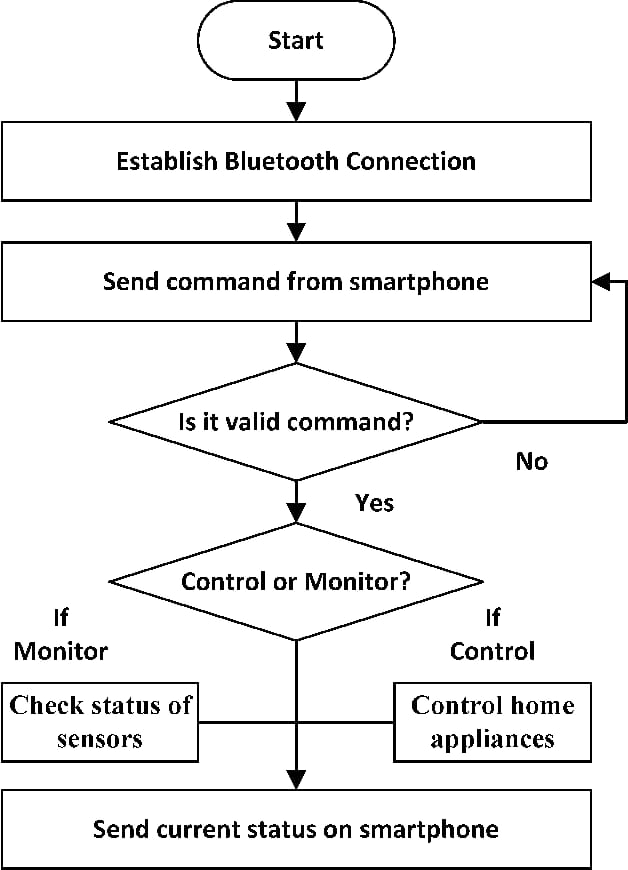 Start
Establish Bluetooth Connection
Send command from smartphone
Is it valid command?
No
Yes
Control or Monitor?
If
Monitor
If
Control
Check status of
sensors
Control home
appliances
Send current status on smartphone